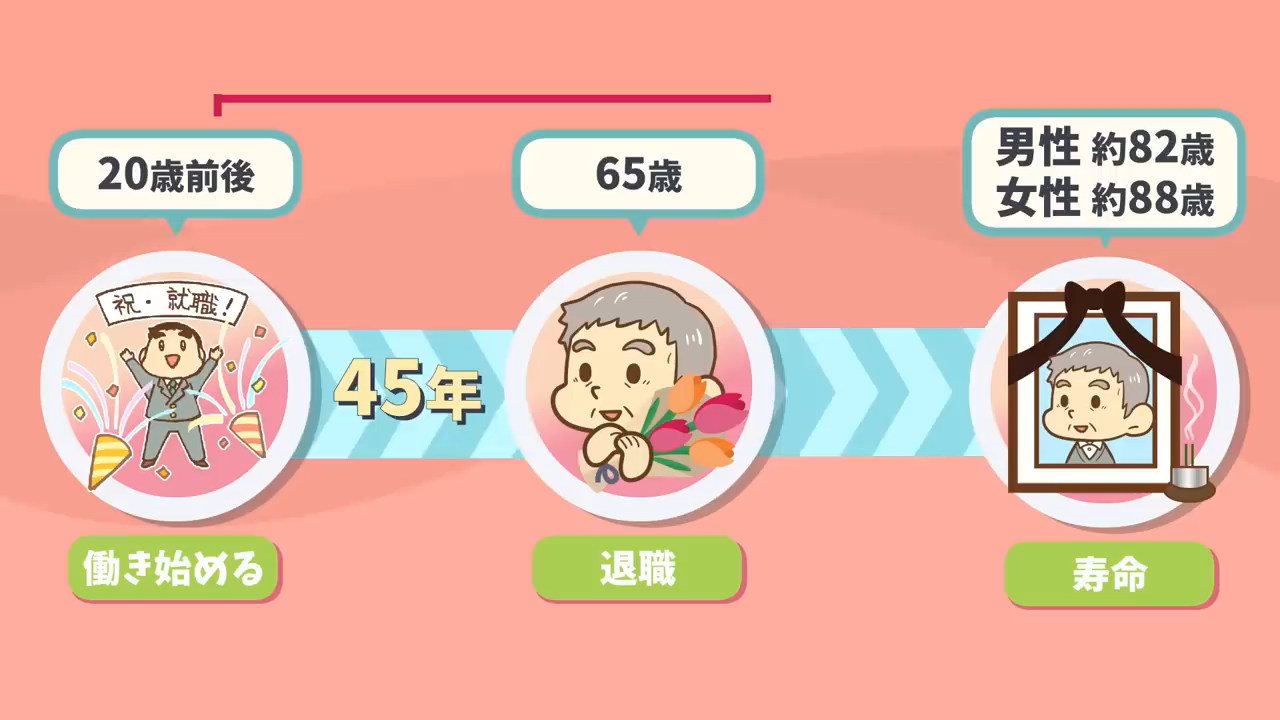 20歳前後
65歳
男性 約82歳
女性 約88歳
祝・就職!
45年
働き始める
退職
寿命